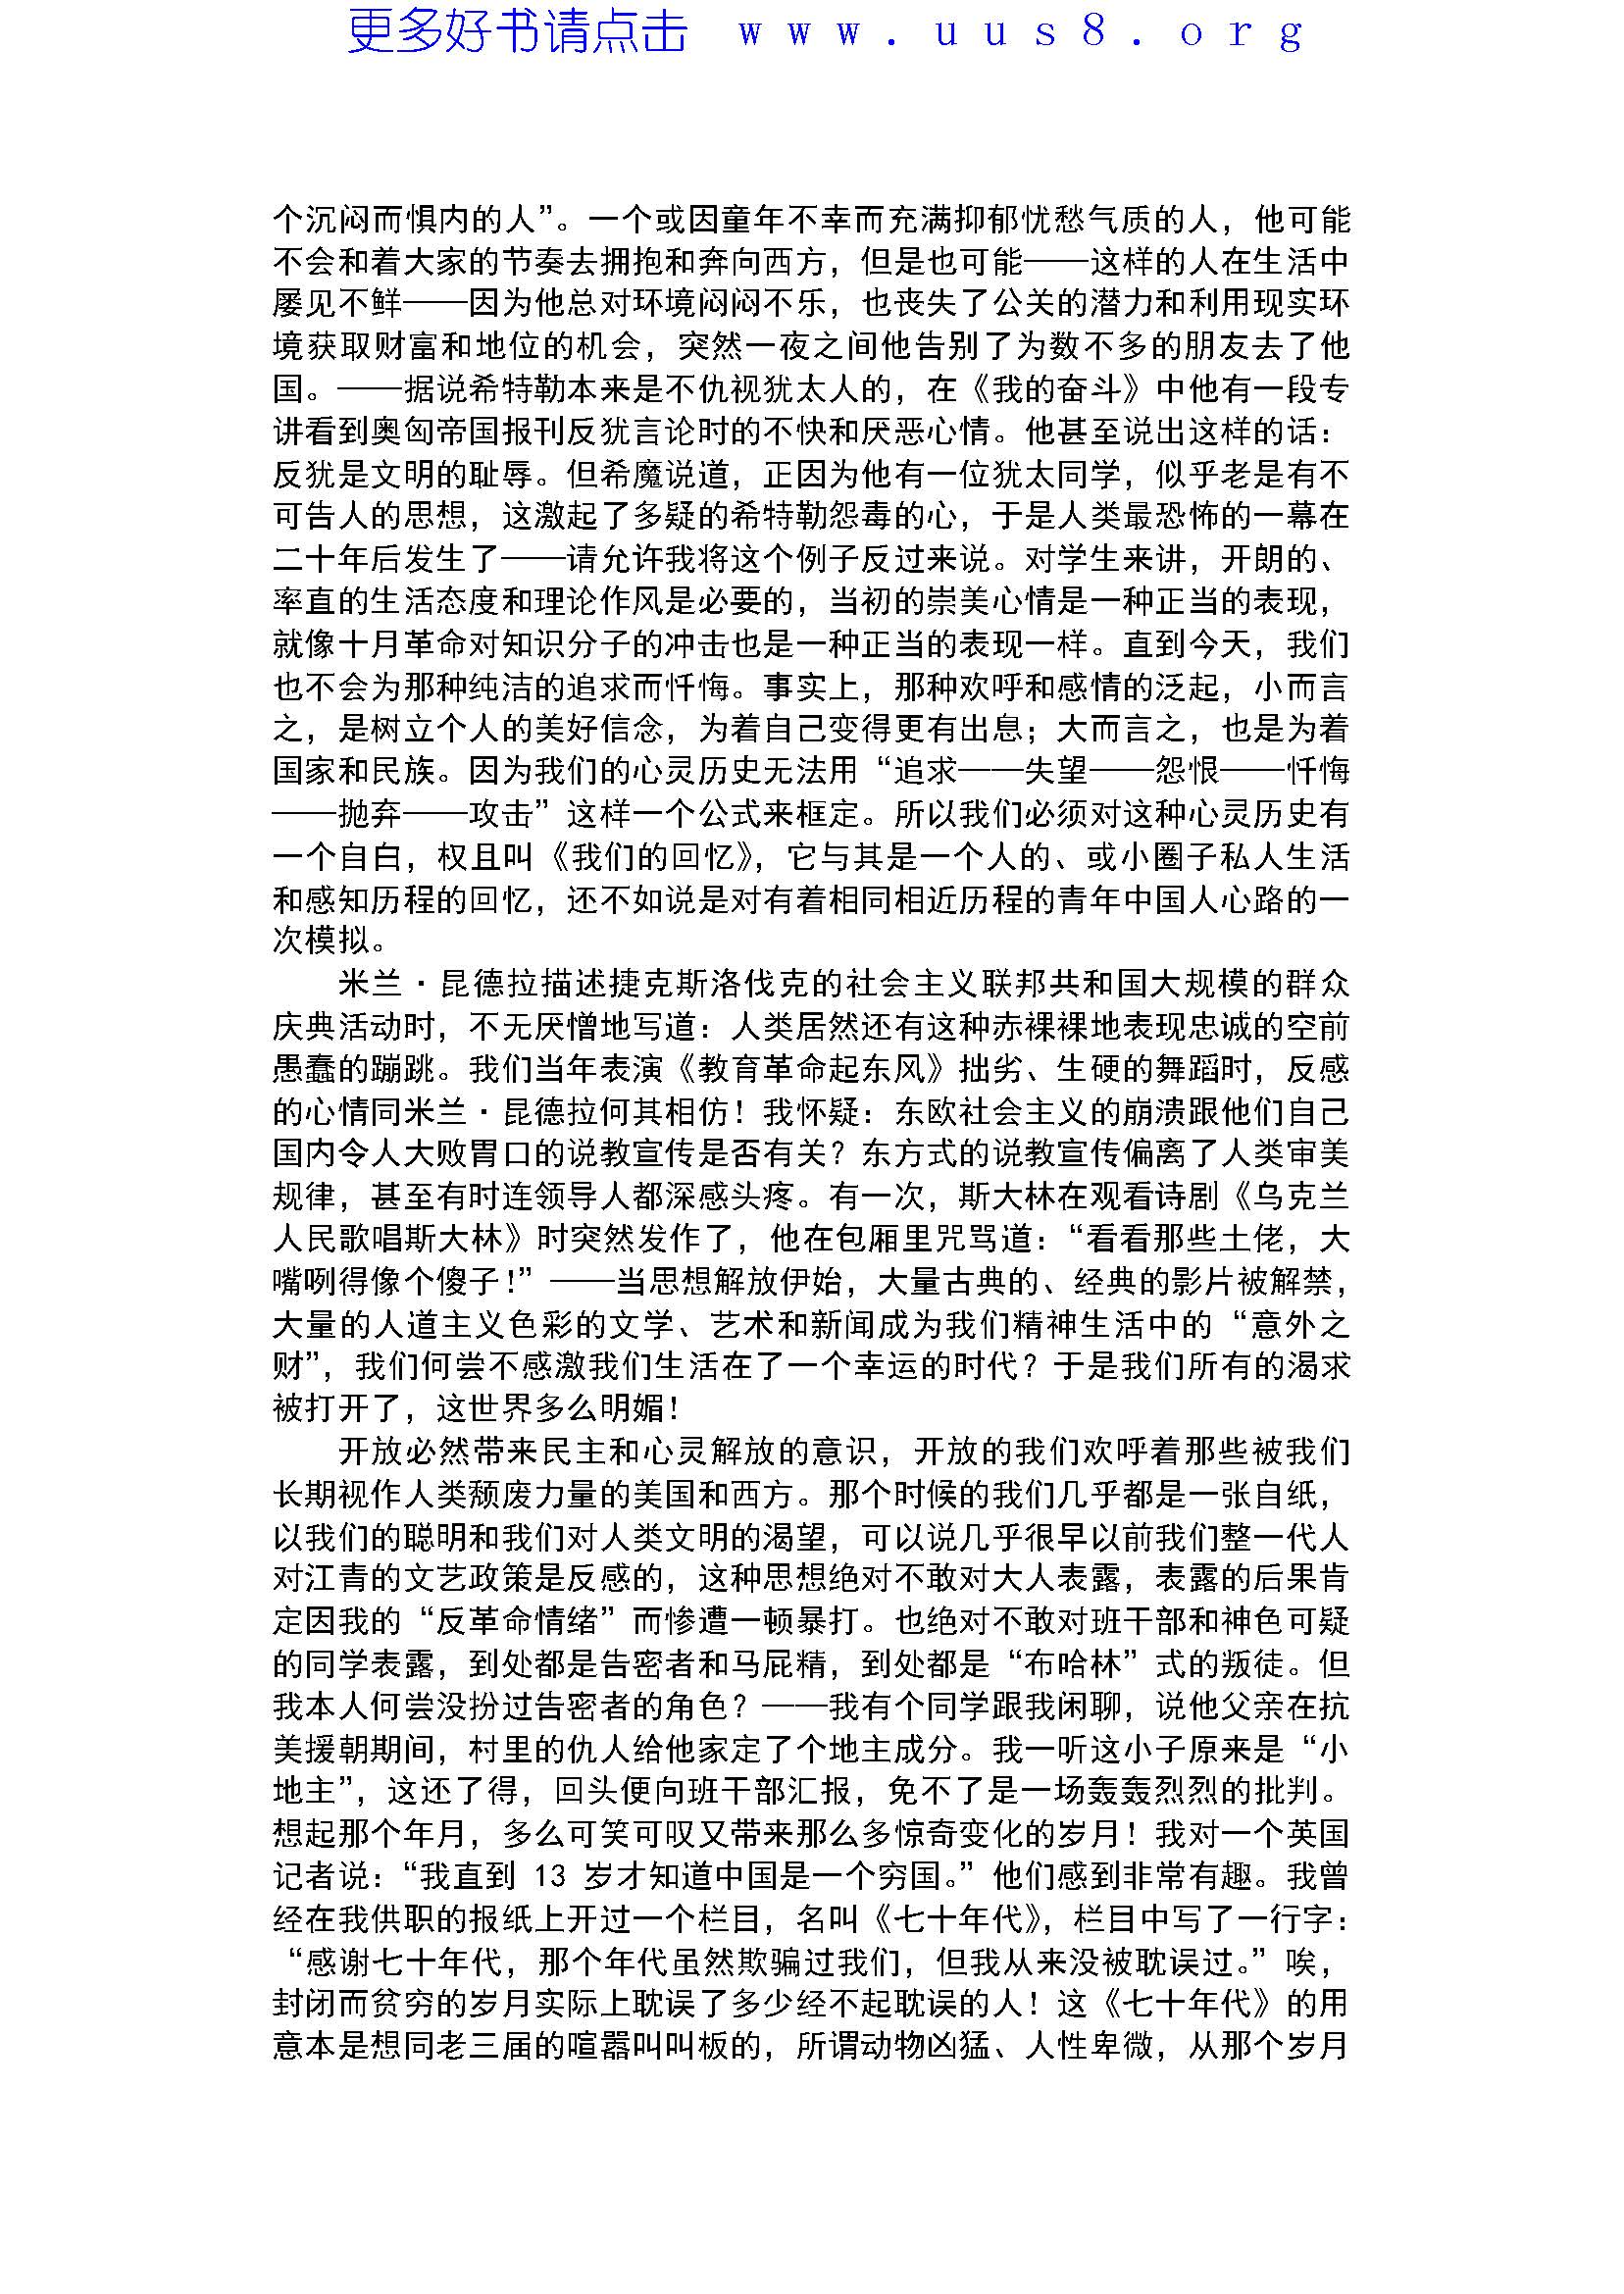 更多好书请点击 www.uus8.org
个沉闷而惧内的人”。一个或因童年不幸而充满抑郁忧愁气质的人，他可能
不会和着大家的节奏去拥抱和奔向西方，但是也可能——这样的人在生活中
屡见不鲜——因为他总对环境闷闷不乐，也丧失了公关的潜力和利用现实环
境获取财富和地位的机会，突然一夜之间他告别了为数不多的朋友去了他
国。——据说希特勒本来是不仇视犹太人的，在《我的奋斗》中他有一段专
讲看到奥匈帝国报刊反犹言论时的不快和厌恶心情。他甚至说出这样的话：
反犹是文明的耻辱。但希魔说道，正因为他有一位犹太同学，似乎老是有不
可告人的思想，这激起了多疑的希特勒怨毒的心，于是人类最恐怖的一幕在
二十年后发生了——请允许我将这个例子反过来说。对学生来讲，开朗的、
率直的生活态度和理论作风是必要的，当初的崇美心情是一种正当的表现，
就像十月革命对知识分子的冲击也是一种正当的表现一样。直到今天，我们
也不会为那种纯洁的追求而忏悔。事实上，那种欢呼和感情的泛起，小而言
之，是树立个人的美好信念，为着自己变得更有出息；大而言之，也是为着
国家和民族。因为我们的心灵历史无法用“追求——失望——怨恨——忏悔
——抛弃——攻击”这样一个公式来框定。所以我们必须对这种心灵历史有
一个自白，权且叫《我们的回忆》，它与其是一个人的、或小圈子私人生活
和感知历程的回忆，还不如说是对有着相同相近历程的青年中国人心路的一
次模拟。
米兰·昆德拉描述捷克斯洛伐克的社会主义联邦共和国大规模的群众
庆典活动时，不无厌憎地写道：人类居然还有这种赤裸裸地表现忠诚的空前
愚蠢的蹦跳。我们当年表演《教育革命起东风》拙劣、生硬的舞蹈时，反感
的心情同米兰·昆德拉何其相仿！我怀疑：东欧社会主义的崩溃跟他们自己
国内令人大败胃口的说教宣传是否有关？东方式的说教宣传偏离了人类审美
规律，甚至有时连领导人都深感头疼。有一次，斯大林在观看诗剧《乌克兰
人民歌唱斯大林》时突然发作了，他在包厢里咒骂道：“看看那些土佬，大
嘴咧得像个傻子！”——当思想解放伊始，大量古典的、经典的影片被解禁，
大量的人道主义色彩的文学、艺术和新闻成为我们精神生活中的“意外之
财”，我们何尝不感激我们生活在了一个幸运的时代？于是我们所有的渴求
被打开了，这世界多么明媚！
开放必然带来民主和心灵解放的意识，开放的我们欢呼着那些被我们
长期视作人类颓废力量的美国和西方。那个时候的我们几乎都是一张自纸，
以我们的聪明和我们对人类文明的渴望，可以说几乎很早以前我们整一代人
对江青的文艺政策是反感的，这种思想绝对不敢对大人表露，表露的后果肯
定因我的“反革命情绪”而惨遭一顿暴打。也绝对不敢对班干部和神色可疑
的同学表露，到处都是告密者和马屁精，到处都是“布哈林”式的叛徒。但
我本人何尝没扮过告密者的角色？——我有个同学跟我闲聊，说他父亲在抗
美援朝期间，村里的仇人给他家定了个地主成分。我一听这小子原来是“小
地主”，这还了得，回头便向班干部汇报，免不了是一场轰轰烈烈的批判。
想起那个年月，多么可笑可叹又带来那么多惊奇变化的岁月！我对一个英国
记者说：“我直到 13 岁才知道中国是一个穷国。”他们感到非常有趣。我曾
经在我供职的报纸上开过一个栏目，名叫《七十年代》，栏目中写了一行字：
“感谢七十年代，那个年代虽然欺骗过我们，但我从来没被耽误过。”唉，
封闭而贫穷的岁月实际上耽误了多少经不起耽误的人！这《七十年代》的用
意本是想同老三届的喧嚣叫叫板的，所谓动物凶猛、人性卑微，从那个岁月